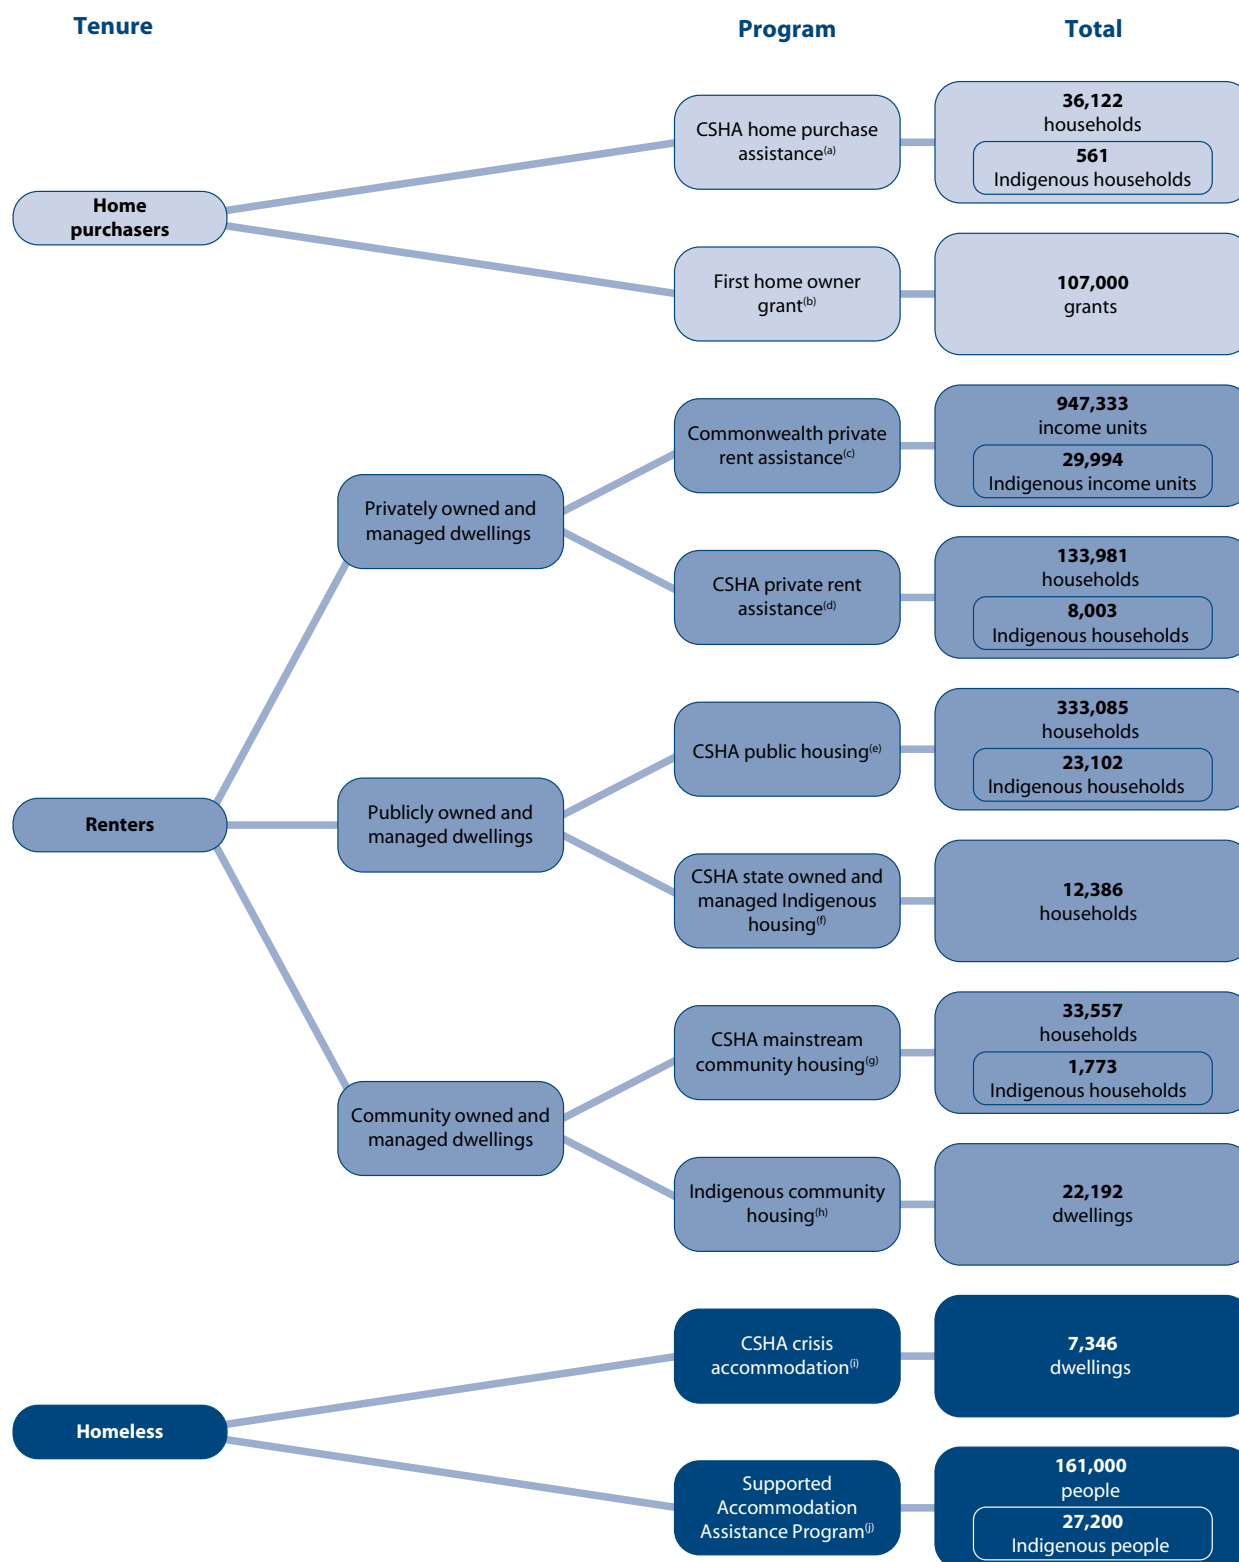 Tenure
Program
Total
Home
purchasers
CSHA home purchase
assistance(a)
36,122
households
561
Indigenous households
First home owner
grant(b)
107,000
grants
Renters
Privately owned and
managed dwellings
Commonwealth private
rent assistance(c)
947,333
income units
29,994
Indigenous income units
CSHA private rent
assistance(d)
133,981
households
8,003
Indigenous households
Publicly owned and
managed dwellings
CSHA public housing(e)
333,085
households
23,102
Indigenous households
CSHA state owned and
managed Indigenous
housing(f)
12,386
households
Community owned and
managed dwellings
CSHA mainstream
community housing(g)
33,557
households
1,773
Indigenous households
Indigenous community
housing(h)
22,192
dwellings
Homeless
CSHA crisis
accommodation(i)
7,346
dwellings
Supported
Accommodation
Assistance Program(j)
161,000
people
27,200
Indigenous people